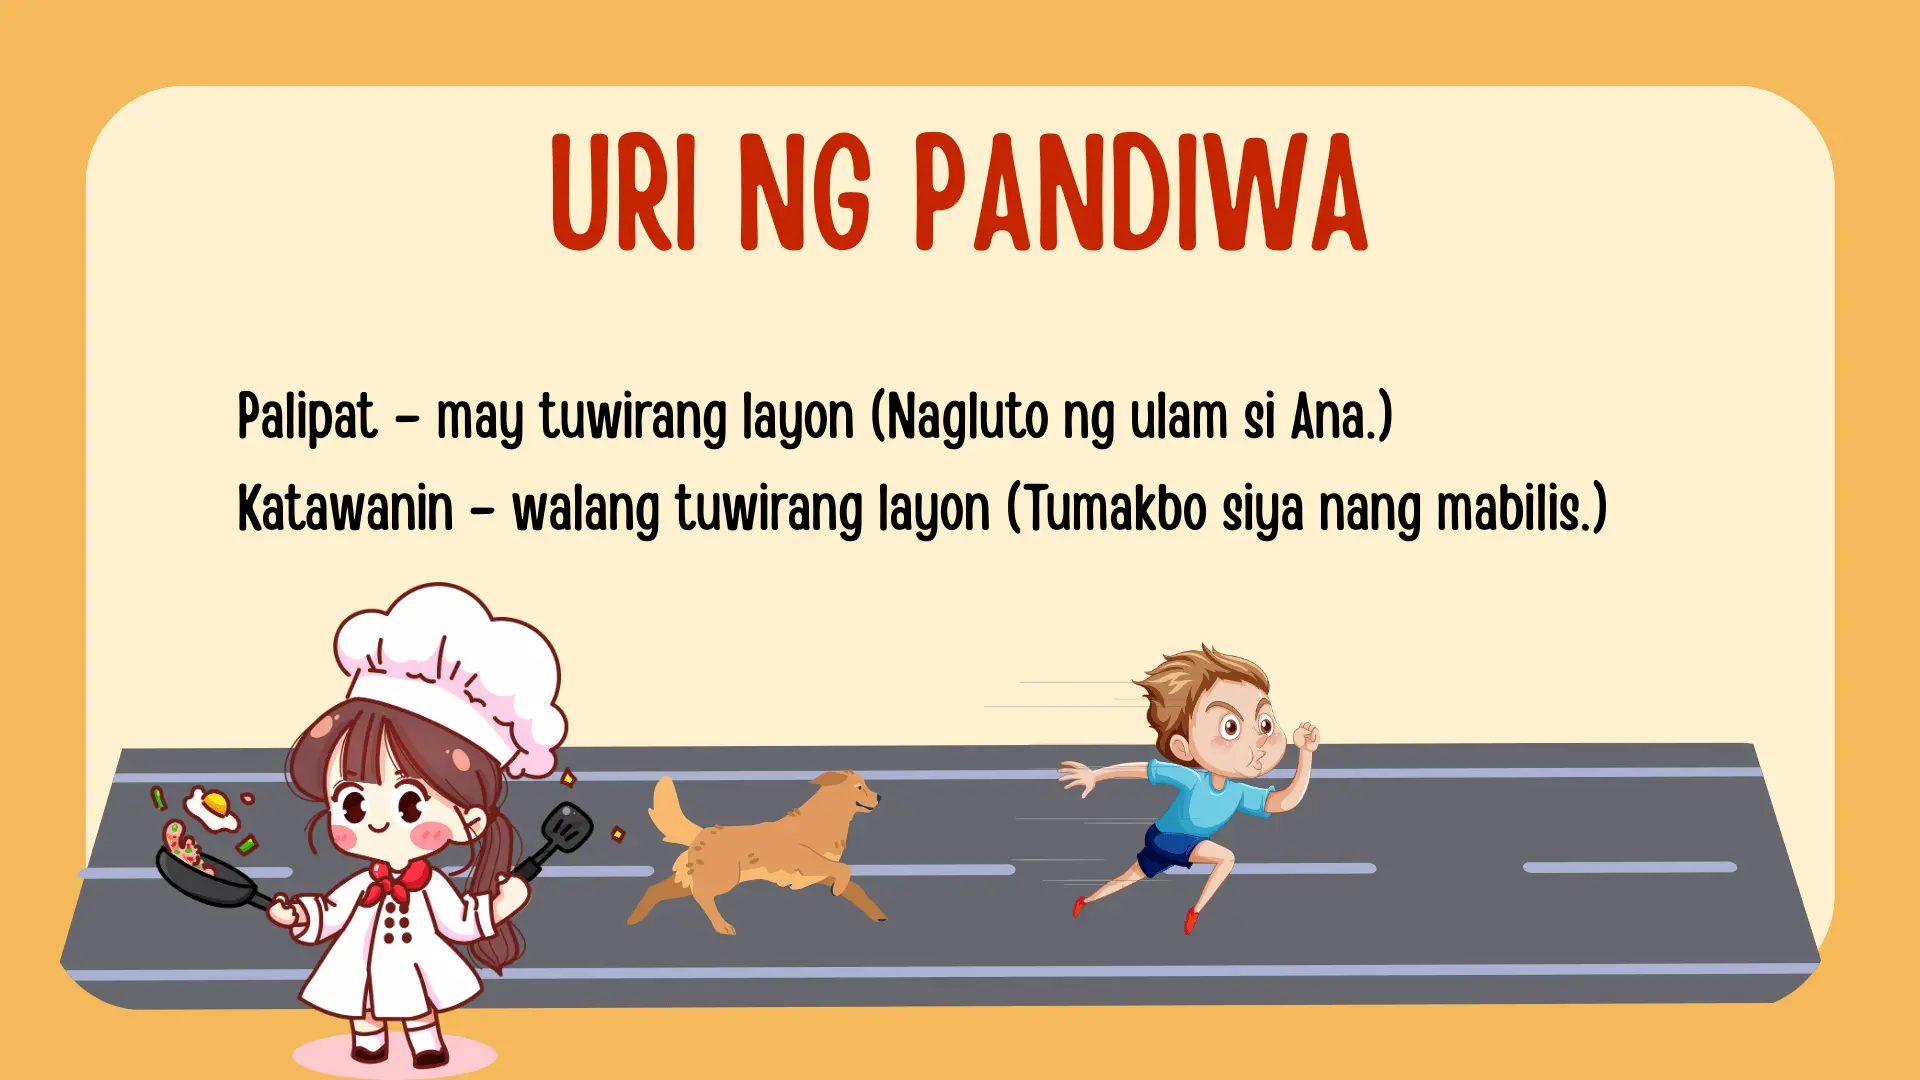 URI NG PANDIWA
Palipat – may tuwirang layon (Nagluto ng ulam si Ana.)
Katawanin – walang tuwirang layon (Tumakbo siya nang mabilis.)